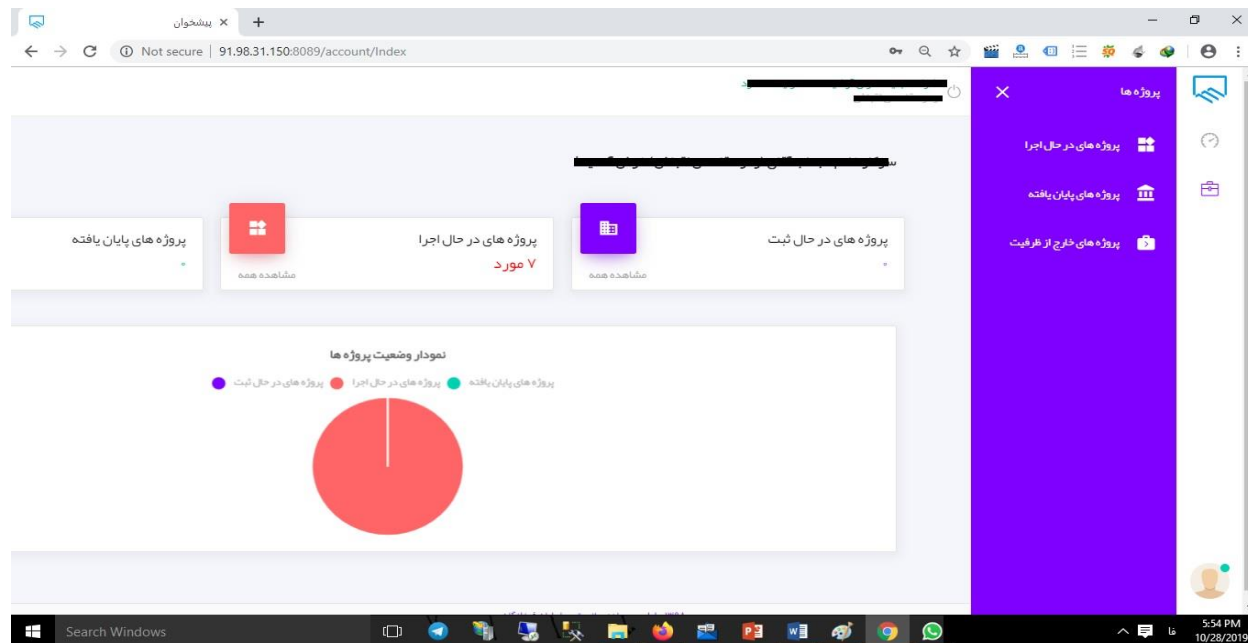 پیشخوان
Not secure | 91.98.31.150:8089/account/Index
پروژه ها
پروژه های در حال اجرا
پروژه های پایان یافته
پروژه های خارج از ظرفیت
پروژه های در حال ثبت
۰
مشاهده همه
پروژه های در حال اجرا
۷ مورد
مشاهده همه
پروژه های پایان یافته
۰
نمودار وضعیت پروژه ها
پروژه های پایان یافته پروژه های در حال اجرا پروژه های در حال ثبت
Search Windows
فا
5:54 PM
10/28/2019